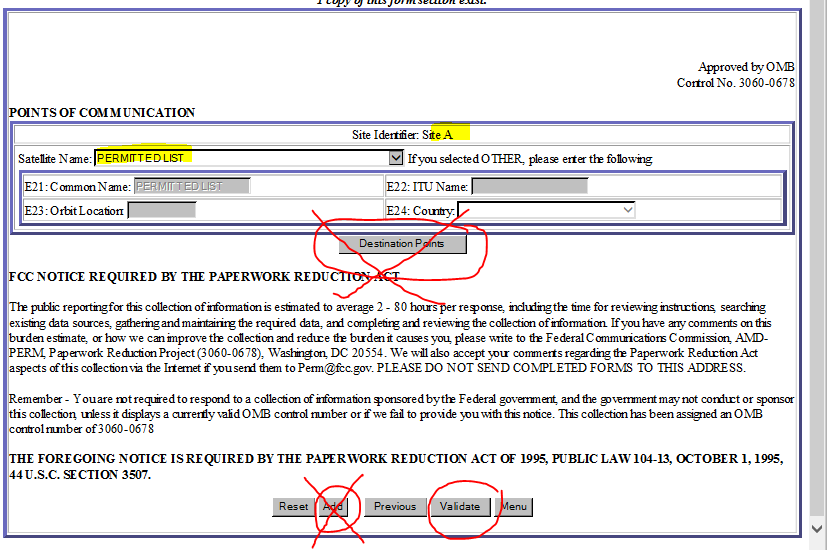 1 copy of this form section exist.
Approved by OMB
Control No. 3060-0678
POINTS OF COMMUNICATION
Site Identifier: Site A
Satellite Name: PERMITTED LIST If you selected OTHER, please enter the following
E21: Common Name: PERMITTED LIST E22: ITU Name:
E23: Orbit Location: E24: Country:
Destination Points
FCC NOTICE REQUIRED BY THE PAPERWORK REDUCTION ACT
The public reporting for this collection of information is estimated to average 2 - 80 hours per response, including the time for reviewing instructions, searching
existing data sources, gathering and maintaining the required data, and completing and reviewing the collection of information. If you have any comments on this
burden estimate, or how we can improve the collection and reduce the burden it causes you, please write to the Federal Communications Commission, AMD-
PERM, Paperwork Reduction Project (3060-0678), Washington, DC 20554. We will also accept your comments regarding the Paperwork Reduction Act
aspects of this collection via the Internet if you send them to Perm@fcc.gov. PLEASE DO NOT SEND COMPLETED FORMS TO THIS ADDRESS.
Remember - You are not required to respond to a collection of information sponsored by the Federal government, and the government may not conduct or sponsor
this collection, unless it displays a currently valid OMB control number or if we fail to provide you with this notice. This collection has been assigned an OMB
control number of 3060-0678
THE FOREGOING NOTICE IS REQUIRED BY THE PAPERWORK REDUCTION ACT OF 1995, PUBLIC LAW 104-13, OCTOBER 1, 1995,
44 U.S.C. SECTION 3507.
Reset Add Previous Validate Menu